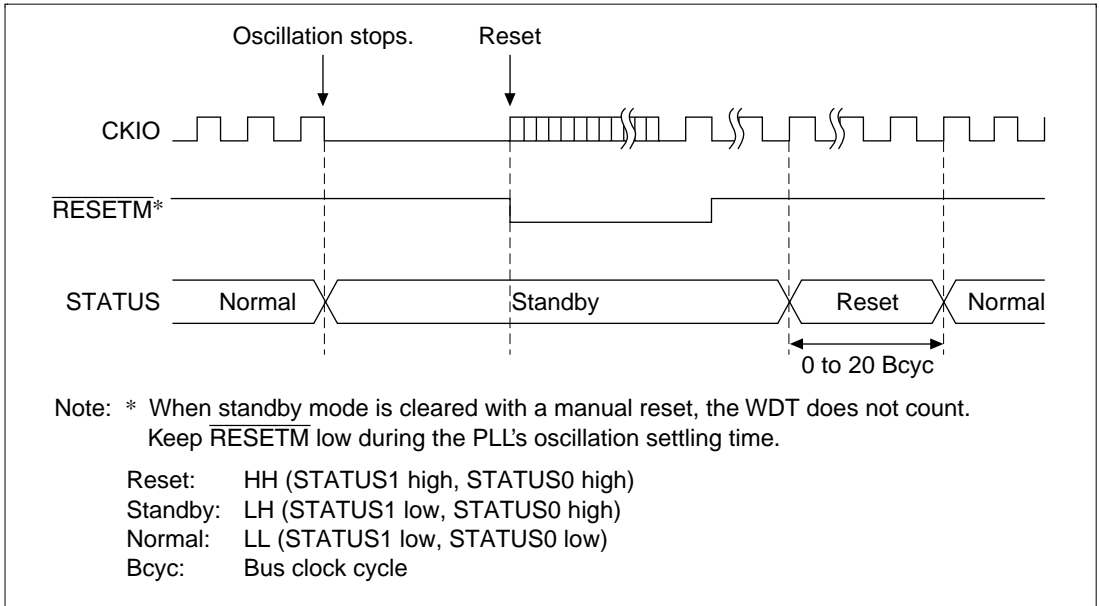 Oscillation stops. Reset
CKIO
RESETM*
STATUS Normal Standby Reset Normal
0 to 20 Bcyc
Note: * When standby mode is cleared with a manual reset, the WDT does not count.
Keep RESETM low during the PLL's oscillation settling time.
Reset: HH (STATUS1 high, STATUS0 high)
Standby: LH (STATUS1 low, STATUS0 high)
Normal: LL (STATUS1 low, STATUS0 low)
Bcyc: Bus clock cycle